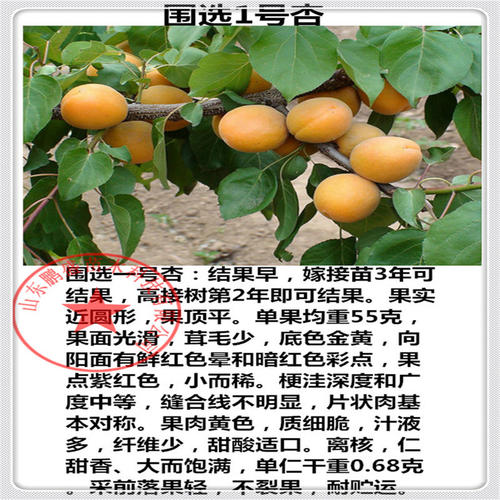 围选1号杏
围选一号杏：结果早，嫁接苗3年可
结果，高接树第2年即可结果。果实
近圆形，果顶平。单果均重55克，
果面光滑，茸毛少，底色金黄，向
阳面有鲜红色晕和暗红色彩点，果
点紫红色，小而稀。梗洼深度和广
度中等，缝合线不明显，片状肉基
本对称。果肉黄色，质细脆，汁液
多，纤维少，甜酸适口。离核，仁
甜香、大而饱满，单仁干重0.68克
。采前落果轻，不裂果，耐贮运。
山东鹏